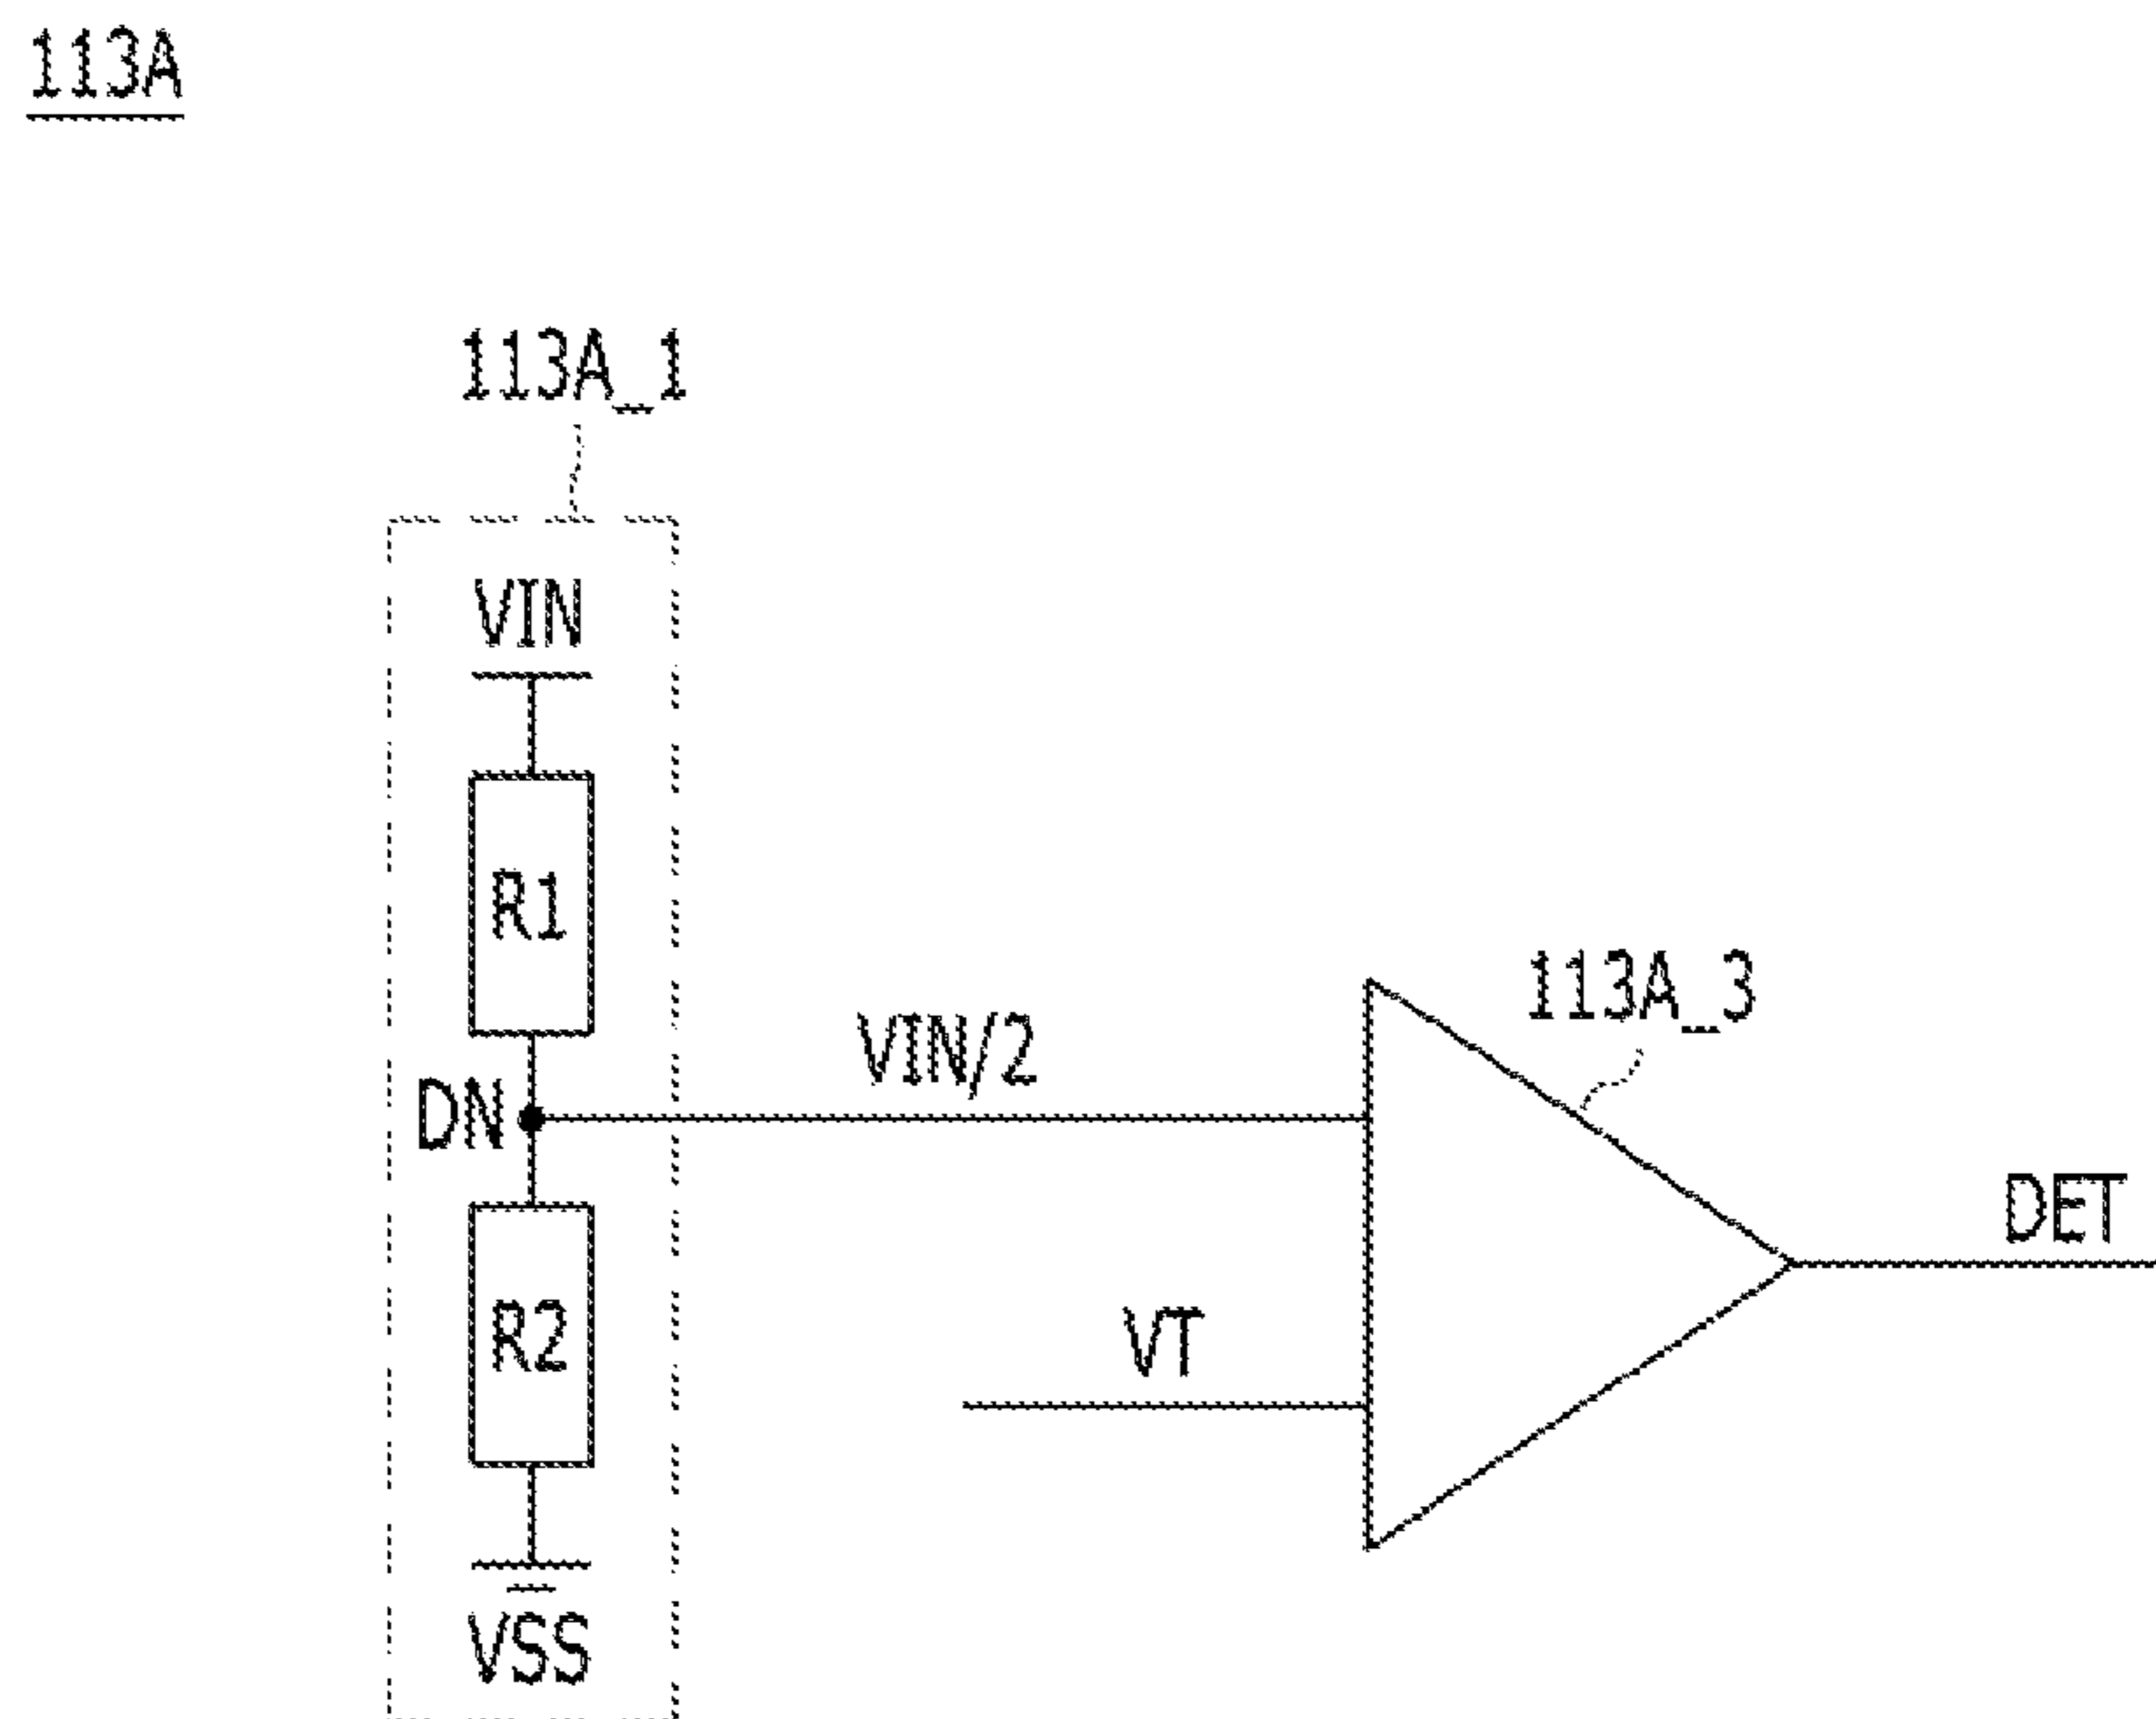 113A
113A_1
VIN
R1
113A_3
VIN/2
DN
DET
R2
VT
VSS